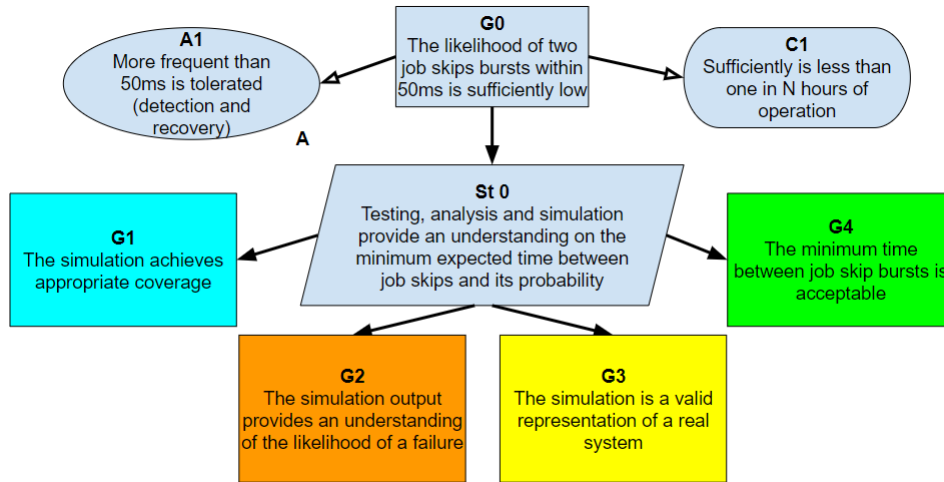 G0
The likelihood of two
job skips bursts within
50ms is sufficiently low
A1
More frequent than
50ms is tolerated
(detection and
recovery)
A
C1
Sufficiently is less than
one in N hours of
operation
St 0
Testing, analysis and simulation
provide an understanding on the
minimum expected time between
job skips and its probability
G1
The simulation achieves
appropriate coverage
G4
The minimum time
between job skip bursts is
acceptable
G2
The simulation output
provides an understanding
of the likelihood of a failure
G3
The simulation is a valid
representation of a real
system